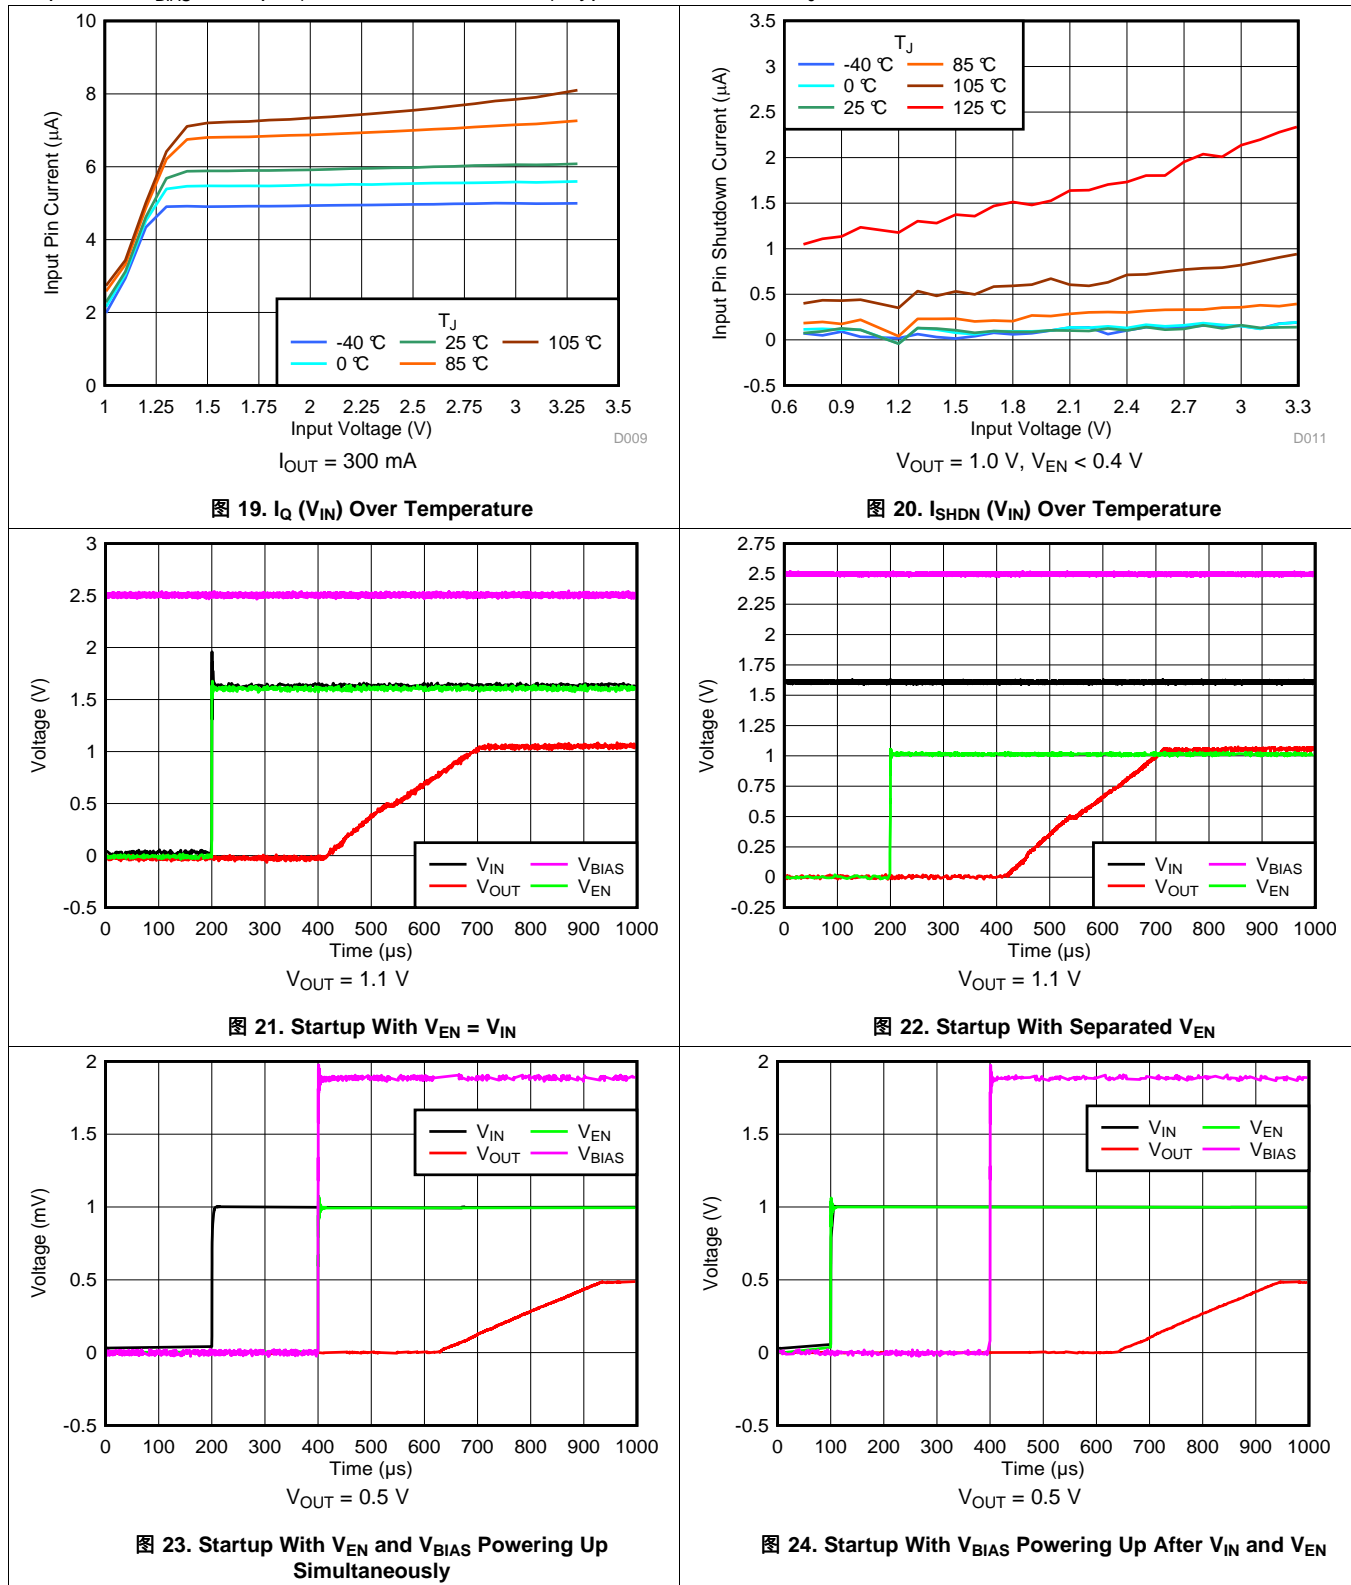 10
8
6
4
2
0
Input Pin Current (µA)
T_J
-40 °C
25 °C
105 °C
0 °C
85 °C
1 1.25 1.5 1.75 2 2.25 2.5 2.75 3 3.25 3.5
Input Voltage (V)
D009
I_OUT = 300 mA
图 19. I_Q (V_IN) Over Temperature
3.5
3
2.5
2
1.5
1
0.5
0
-0.5
Input Pin Shutdown Current (µA)
T_J
-40 °C
85 °C
0 °C
105 °C
25 °C
125 °C
0.6 0.9 1.2 1.5 1.8 2.1 2.4 2.7 3 3.3
Input Voltage (V)
D011
V_OUT = 1.0 V, V_EN < 0.4 V
图 20. I_SHDN (V_IN) Over Temperature
3
2.5
2
1.5
1
0.5
0
-0.5
Voltage (V)
V_IN V_BIAS
V_OUT V_EN
0 100 200 300 400 500 600 700 800 900 1000
Time (µs)
V_OUT = 1.1 V
图 21. Startup With V_EN = V_IN
2.75
2.5
2.25
2
1.75
1.5
1.25
1
0.75
0.5
0.25
0
-0.25
Voltage (V)
V_IN V_BIAS
V_OUT V_EN
0 100 200 300 400 500 600 700 800 900 1000
Time (µs)
V_OUT = 1.1 V
图 22. Startup With Separated V_EN
2
1.5
1
0.5
0
-0.5
Voltage (mV)
V_IN V_EN
V_OUT V_BIAS
0 100 200 300 400 500 600 700 800 900 1000
Time (µs)
V_OUT = 0.5 V
图 23. Startup With V_EN and V_BIAS Powering Up
Simultaneously
2
1.5
1
0.5
0
-0.5
Voltage (V)
V_IN V_EN
V_OUT V_BIAS
0 100 200 300 400 500 600 700 800 900 1000
Time (µs)
V_OUT = 0.5 V
图 24. Startup With V_BIAS Powering Up After V_IN and V_EN